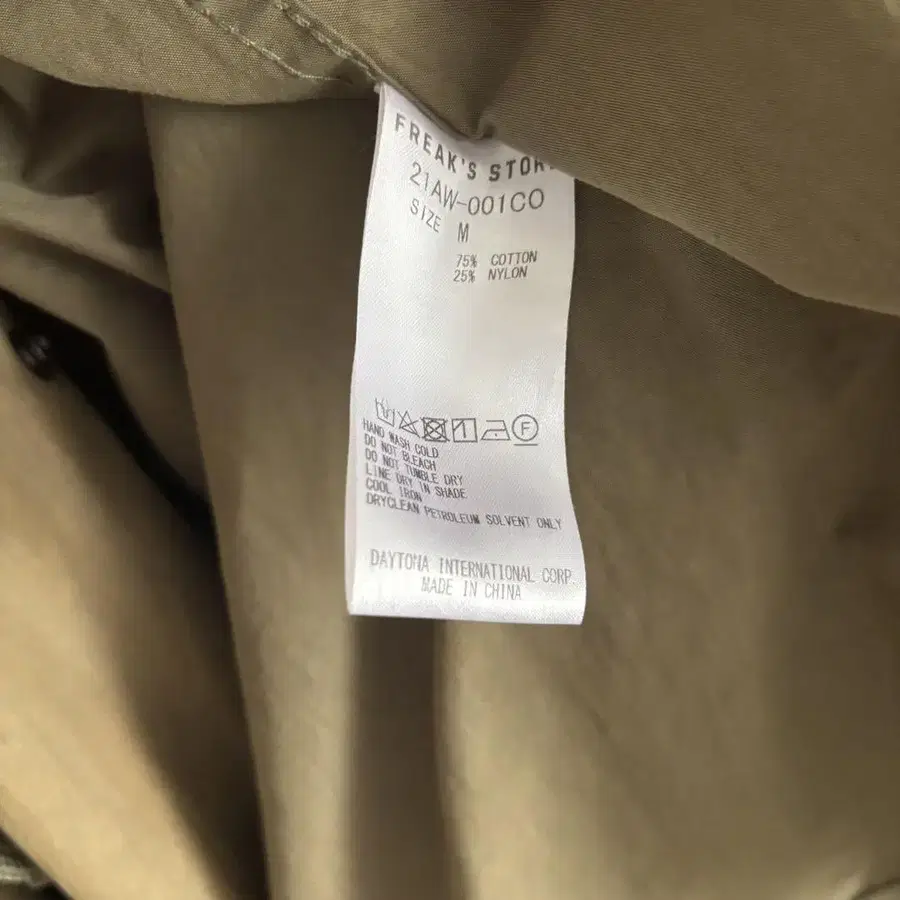 FREAK'S STOR
21AW-001CO
SIZE M
75% COTTON
25% NYLON
F
HAND WASH COLD
DO NOT BLEACH
DO NOT TUMBLE DRY
LINE DRY IN SHADE
COOL IRON
DRYCLEAN PETROLEUM SOLVENT ONLY
DAYTONA INTERNATIONAL CORP.
MADE IN CHINA